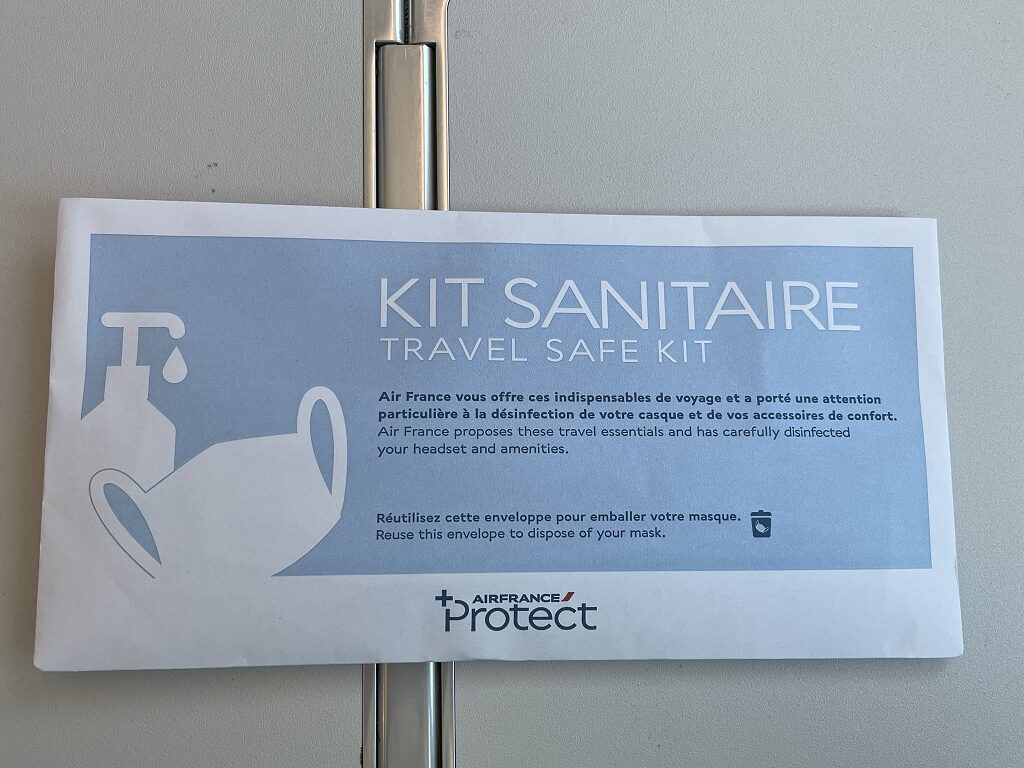 KIT SANITAIRE
TRAVEL SAFE KIT
Air France vous offre ces indispensables de voyage et a porté une attention
particulière à la désinfection de votre casque et de vos accessoires de confort.
Air France proposes these travel essentials and has carefully disinfected
your headset and amenities.
Réutilisez cette enveloppe pour emballer votre masque.
Reuse this envelope to dispose of your mask.
AIRFRANCE
Protect